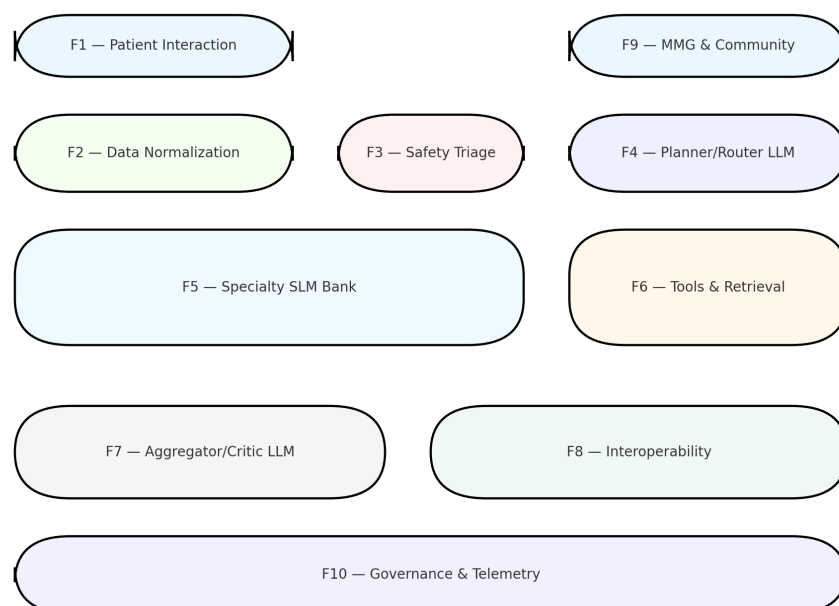 F1 — Patient Interaction
F9 — MMG & Community
F2 — Data Normalization
F3 — Safety Triage
F4 — Planner/Router LLM
F5 — Specialty SLM Bank
F6 — Tools & Retrieval
F7 — Aggregator/Critic LLM
F8 — Interoperability
F10 — Governance & Telemetry